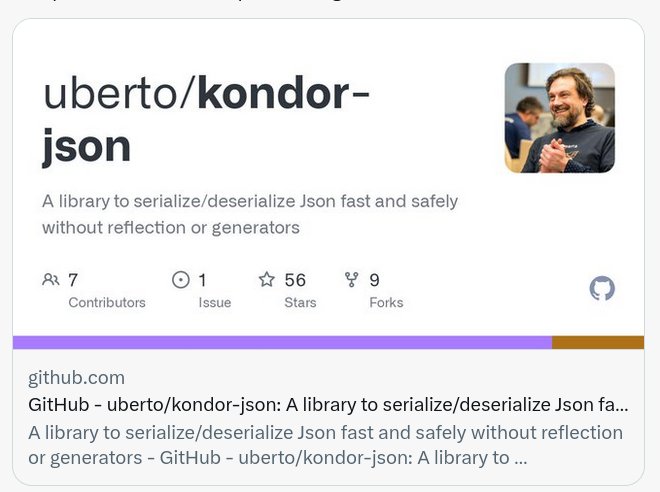 uberto/kondor-
json
A library to serialize/deserialize Json fast and safely
without reflection or generators
7 1 56 9
Contributors Issue Stars Forks
github.com
GitHub - uberto/kondor-json: A library to serialize/deserialize Json fa...
A library to serialize/deserialize Json fast and safely without reflection
or generators - GitHub - uberto/kondor-json: A library to ...